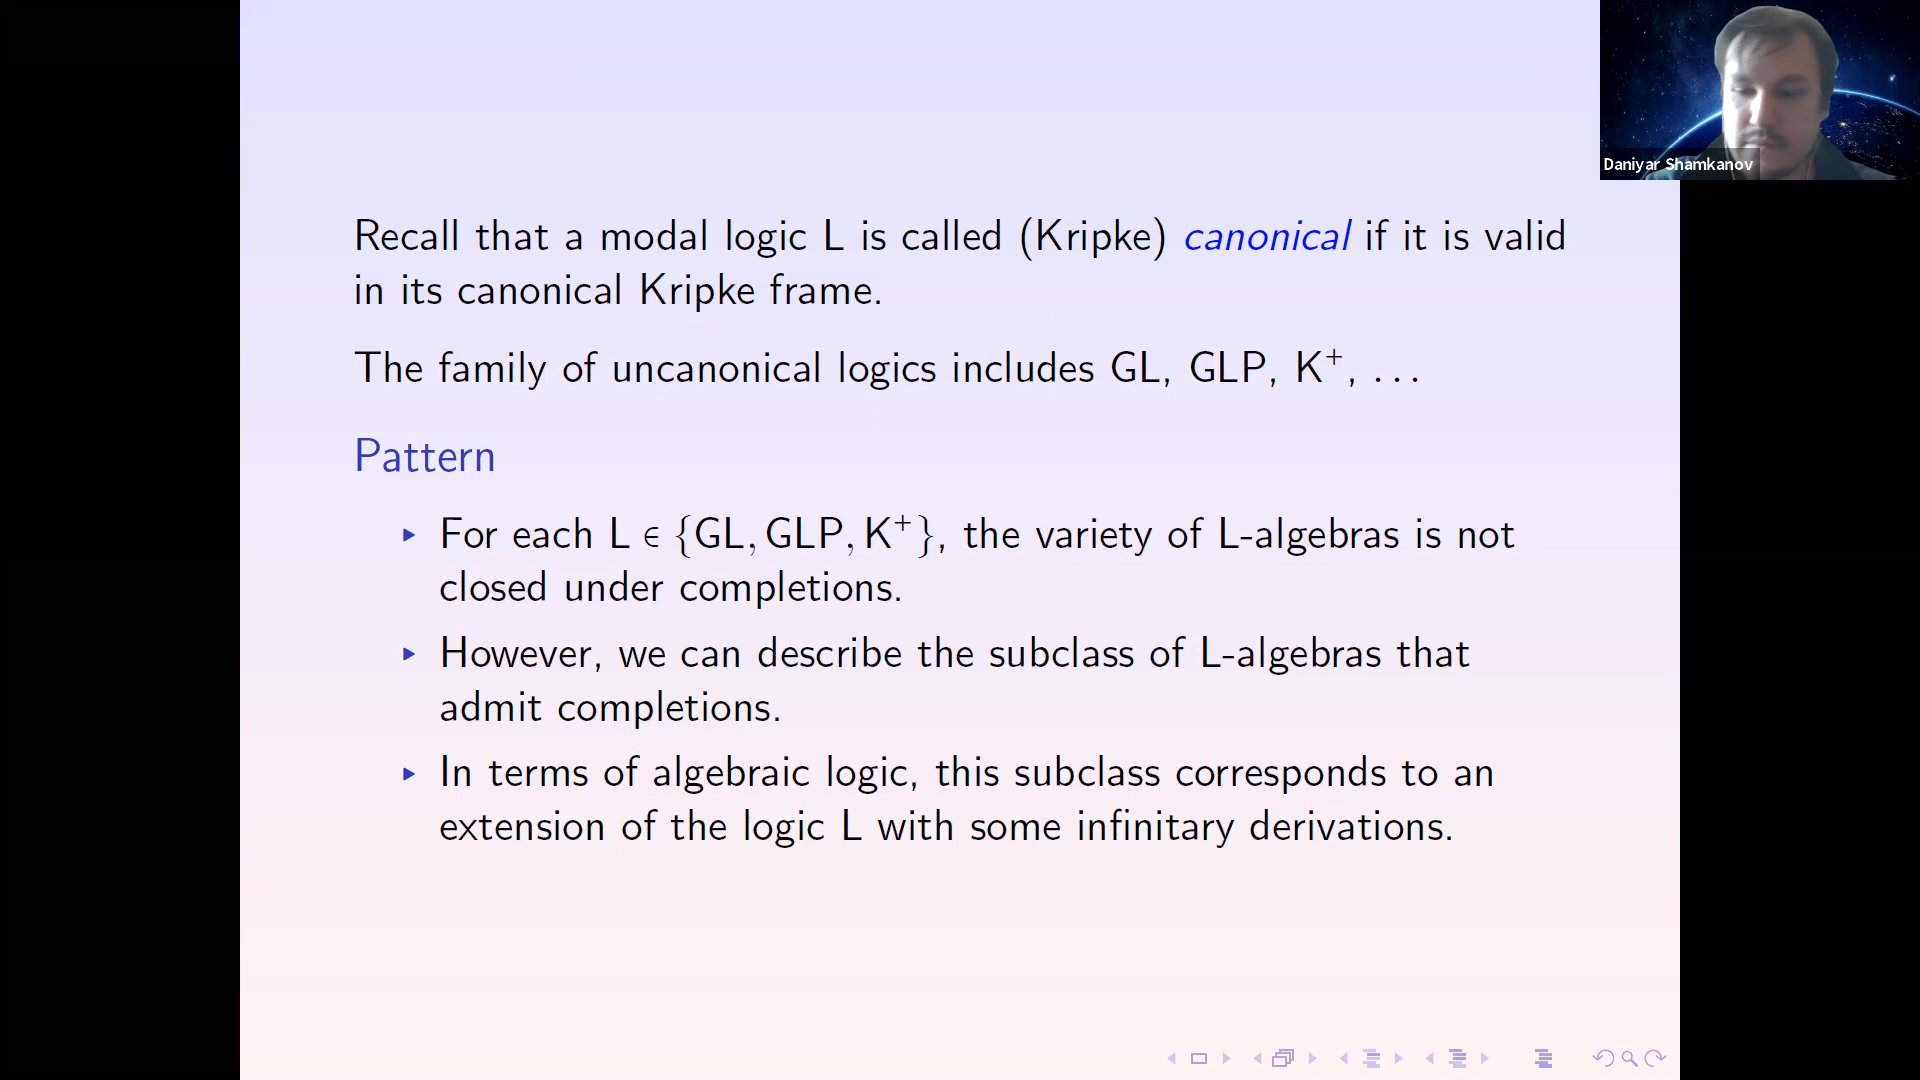 Daniyar Shamkanov
Recall that a modal logic L is called (Kripke) canonical if it is valid
in its canonical Kripke frame.
The family of uncanonical logics includes GL, GLP, K⁺, ...
Pattern
▸ For each L ∈ {GL, GLP, K⁺}, the variety of L-algebras is not
closed under completions.
▸ However, we can describe the subclass of L-algebras that
admit completions.
▸ In terms of algebraic logic, this subclass corresponds to an
extension of the logic L with some infinitary derivations.